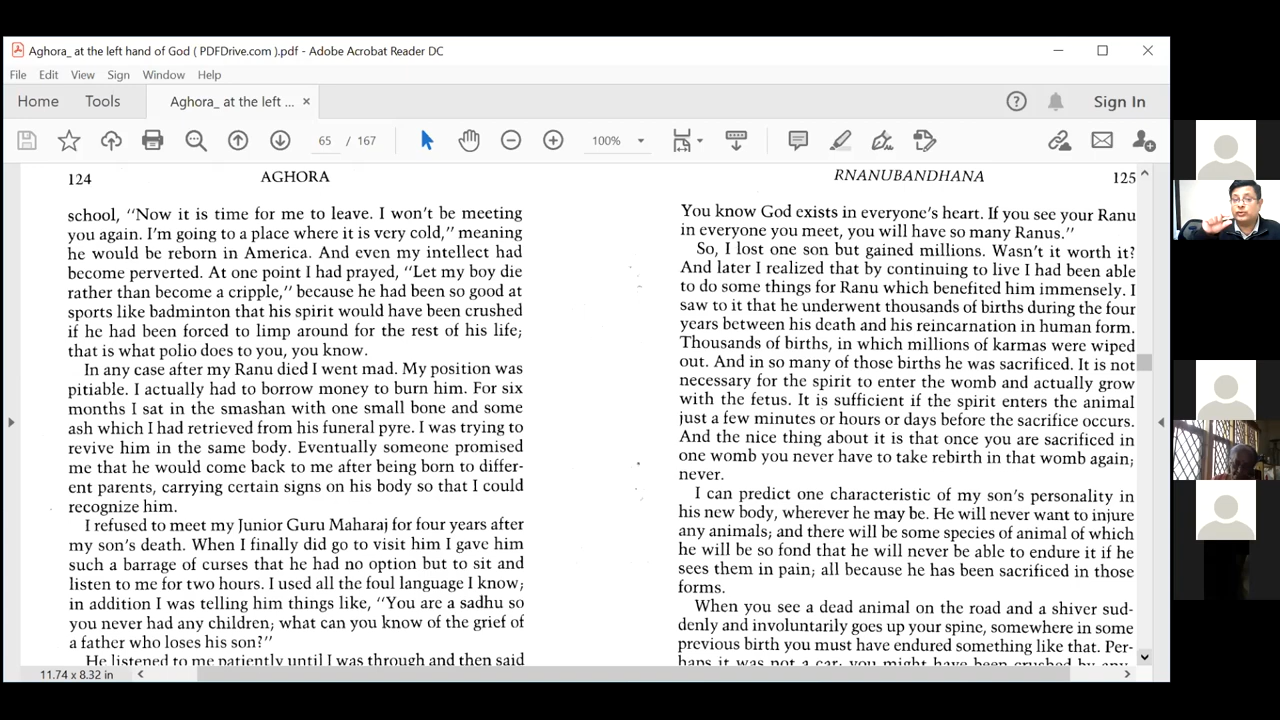 Aghora_ at the left hand of God ( PDFDrive.com ).pdf - Adobe Acrobat Reader DC
File Edit View Sign Window Help
Home Tools Aghora_ at the left ... × Sign In
65 / 167 100%
124 AGHORA
school, “Now it is time for me to leave. I won't be meeting
you again. I'm going to a place where it is very cold,” meaning
he would be reborn in America. And even my intellect had
become perverted. At one point I had prayed, “Let my boy die
rather than become a cripple,” because he had been so good at
sports like badminton that his spirit would have been crushed
if he had been forced to limp around for the rest of his life;
that is what polio does to you, you know.
In any case after my Ranu died I went mad. My position was
pitiable. I actually had to borrow money to burn him. For six
months I sat in the smashan with one small bone and some
ash which I had retrieved from his funeral pyre. I was trying to
revive him in the same body. Eventually someone promised
me that he would come back to me after being born to differ-
ent parents, carrying certain signs on his body so that I could
recognize him.
I refused to meet my Junior Guru Maharaj for four years after
my son's death. When I finally did go to visit him I gave him
such a barrage of curses that he had no option but to sit and
listen to me for two hours. I used all the foul language I know;
in addition I was telling him things like, “You are a sadhu so
you never had any children; what can you know of the grief of
a father who loses his son?”
He listened to me patiently until I was through and then said
RNANUBANDHANA 125
You know God exists in everyone's heart. If you see your Ranu
in everyone you meet, you will have so many Ranus.”
So, I lost one son but gained millions. Wasn't it worth it?
And later I realized that by continuing to live I had been able
to do some things for Ranu which benefited him immensely. I
saw to it that he underwent thousands of births during the four
years between his death and his reincarnation in human form.
Thousands of births, in which millions of karmas were wiped
out. And in so many of those births he was sacrificed. It is not
necessary for the spirit to enter the womb and actually grow
with the fetus. It is sufficient if the spirit enters the animal
just a few minutes or hours or days before the sacrifice occurs.
And the nice thing about it is that once you are sacrificed in
one womb you never have to take rebirth in that womb again;
never.
I can predict one characteristic of my son's personality in
his new body, wherever he may be. He will never want to injure
any animals; and there will be some species of animal of which
he will be so fond that he will never be able to endure it if he
sees them in pain; all because he has been sacrificed in those
forms.
When you see a dead animal on the road and a shiver sud-
denly and involuntarily goes up your spine, somewhere in some
previous birth you must have endured something like that. Per-
haps it was not a car, you might have been crushed by any-
11.74 x 8.32 in